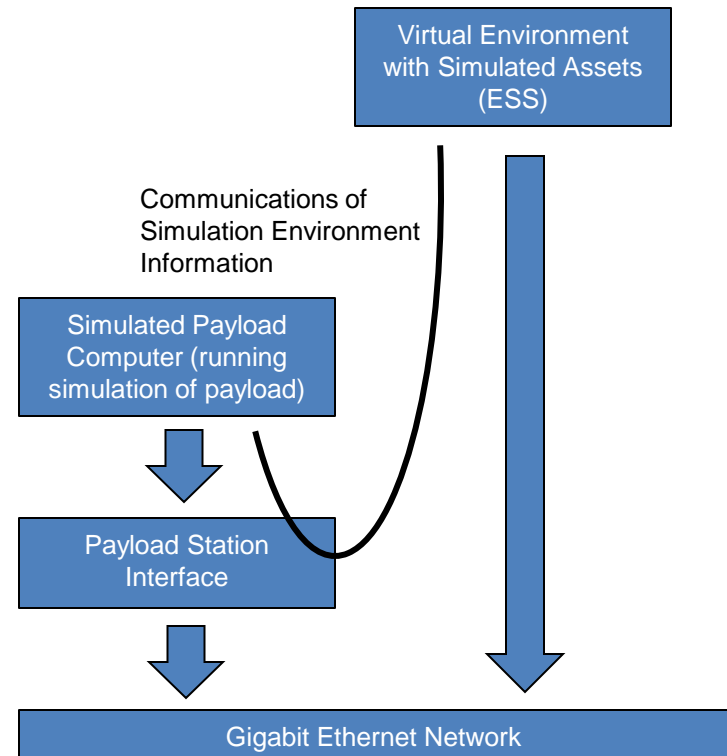 Virtual Environment
with Simulated Assets
(ESS)
Communications of
Simulation Environment
Information
Simulated Payload
Computer (running
simulation of payload)
Payload Station
Interface
Gigabit Ethernet Network